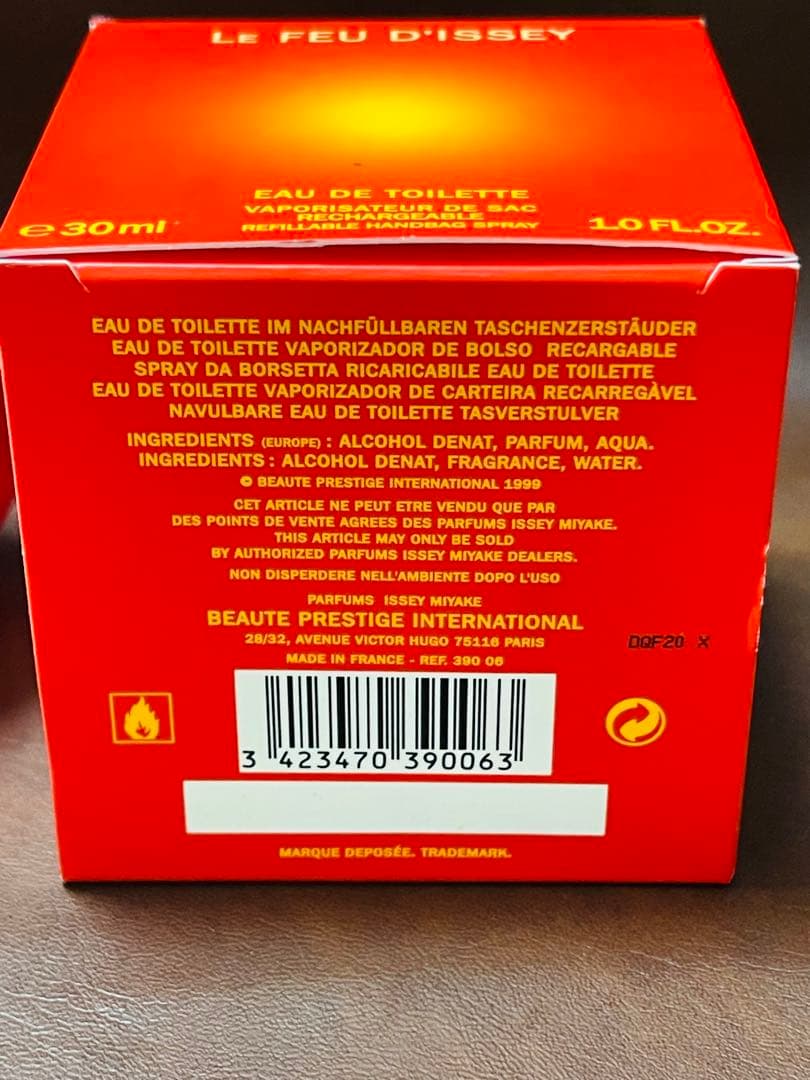 LE FEU D'ISSEY
EAU DE TOILETTE
VAPORISATEUR DE SAC
RECHARGEABLE
REFILLABLE HANDBAG SPRAY
e 30 ml
1.0 FL.OZ.
EAU DE TOILETTE IM NACHFÜLLBAREN TASCHENZERSTÄUDER
EAU DE TOILETTE VAPORIZADOR DE BOLSO RECARGABLE
SPRAY DA BORSETTA RICARICABILE EAU DE TOILETTE
EAU DE TOILETTE VAPORIZADOR DE CARTEIRA RECARREGÀVEL
NAVULBARE EAU DE TOILETTE TASVERSTULVER
INGREDIENTS (EUROPE) : ALCOHOL DENAT, PARFUM, AQUA.
INGREDIENTS : ALCOHOL DENAT, FRAGRANCE, WATER.
© BEAUTE PRESTIGE INTERNATIONAL 1999
CET ARTICLE NE PEUT ETRE VENDU QUE PAR
DES POINTS DE VENTE AGREES DES PARFUMS ISSEY MIYAKE.
THIS ARTICLE MAY ONLY BE SOLD
BY AUTHORIZED PARFUMS ISSEY MIYAKE DEALERS.
NON DISPERDERE NELL'AMBIENTE DOPO L'USO
PARFUMS ISSEY MIYAKE
BEAUTE PRESTIGE INTERNATIONAL
28/32, AVENUE VICTOR HUGO 75116 PARIS
MADE IN FRANCE - REF. 390 06
DQF20 X
3 423470 390063
MARQUE DEPOSÉE. TRADEMARK.